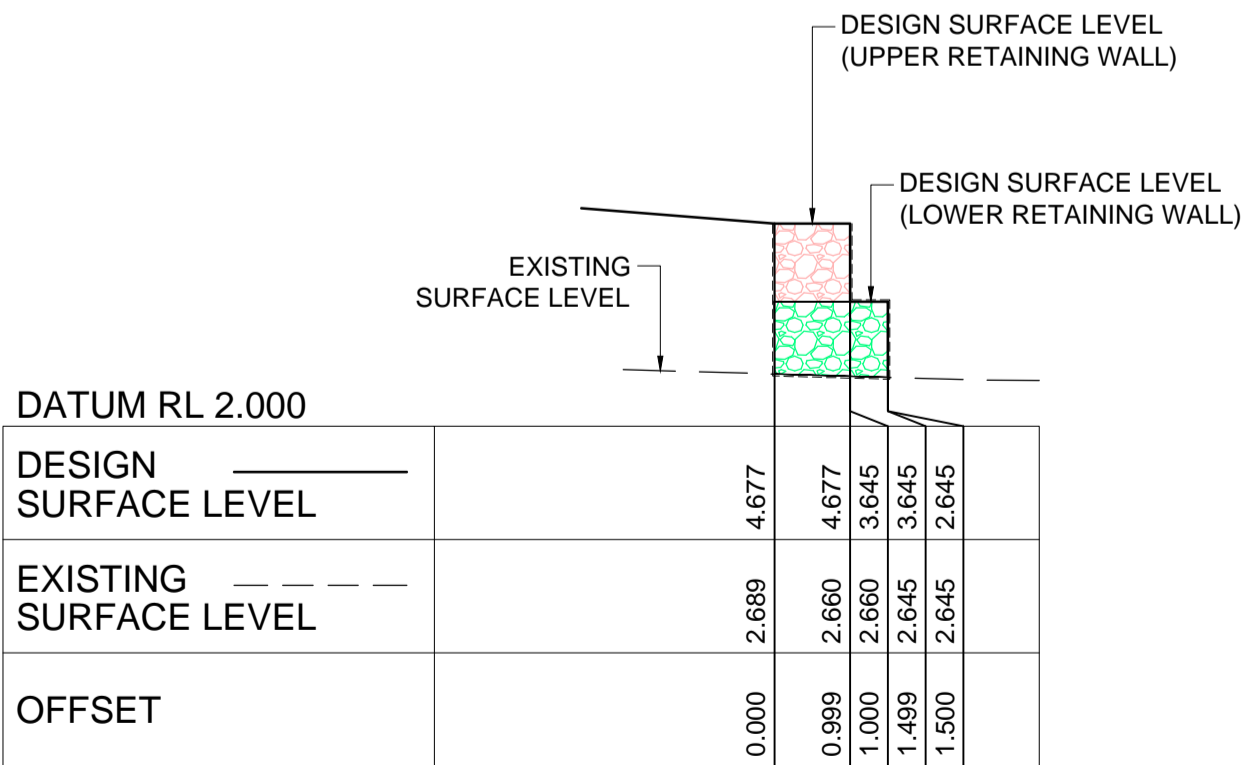 DESIGN SURFACE LEVEL
(UPPER RETAINING WALL)
DESIGN SURFACE LEVEL
(LOWER RETAINING WALL)
EXISTING
SURFACE LEVEL
DATUM RL 2.000
DESIGN
SURFACE LEVEL
4.677 4.677 3.645 3.645 2.645
EXISTING
SURFACE LEVEL
2.689 2.660 2.660 2.645 2.645
OFFSET
0.000 0.999 1.000 1.499 1.500